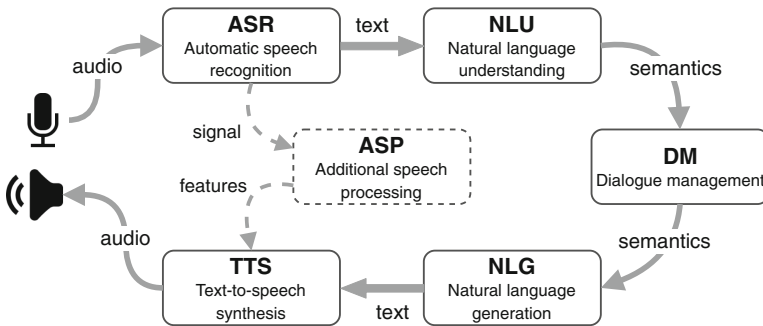 ASR
Automatic speech
recognition
text
NLU
Natural language
understanding
audio
semantics
signal
ASP
Additional speech
processing
DM
Dialogue management
features
audio
semantics
TTS
Text-to-speech
synthesis
text
NLG
Natural language
generation